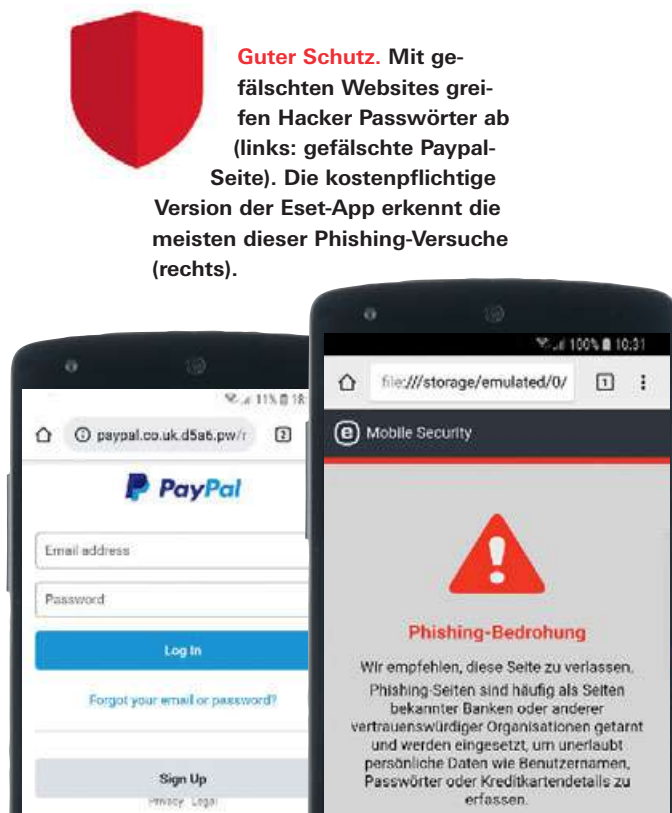 Guter Schutz. Mit ge-
fälschten Websites grei-
fen Hacker Passwörter ab
(links: gefälschte Paypal-
Seite). Die kostenpflichtige
Version der Eset-App erkennt die
meisten dieser Phishing-Versuche
(rechts).
11% 18:
paypal.co.uk.d5a6.pw/r 2
PayPal
Email address
Password
Log In
Forgot your email or password?
Sign Up
Privacy Legal
100% 10:31
file:///storage/emulated/0/ 1
e Mobile Security
Phishing-Bedrohung
Wir empfehlen, diese Seite zu verlassen.
Phishing-Seiten sind häufig als Seiten
bekannter Banken oder anderer
vertrauenswürdiger Organisationen getarnt
und werden eingesetzt, um unerlaubt
persönliche Daten wie Benutzernamen,
Passwörter oder Kreditkartendetails zu
erfassen.